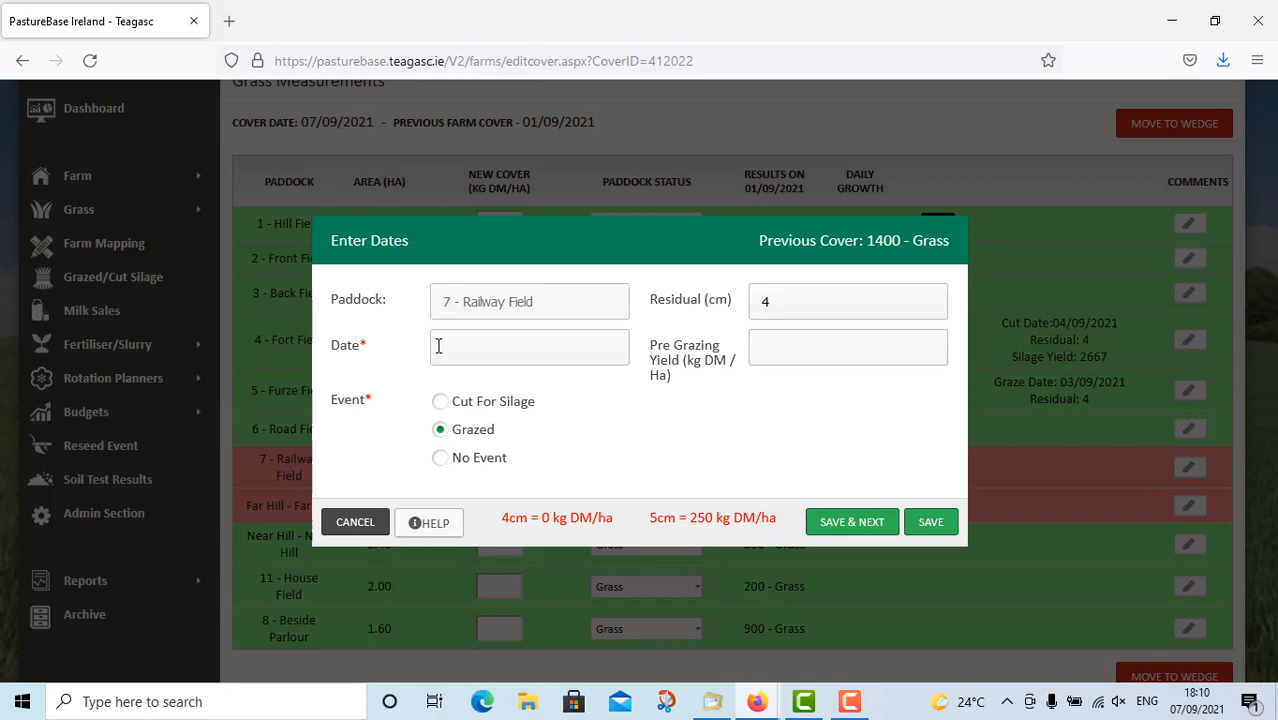 PastureBase Ireland - Teagasc
https://pasturebase.teagasc.ie/V2/farms/editcover.aspx?CoverID=412022
Grass Measurements
Dashboard
Farm
Grass
Farm Mapping
Grazed/Cut Silage
Milk Sales
Fertiliser/Slurry
Rotation Planners
Budgets
Reseed Event
Soil Test Results
Admin Section
Reports
Archive
COVER DATE: 07/09/2021 - PREVIOUS FARM COVER - 01/09/2021
MOVE TO WEDGE
PADDOCK
AREA (HA)
NEW COVER
(KG DM/HA)
PADDOCK STATUS
RESULTS ON
01/09/2021
DAILY
GROWTH
COMMENTS
1 - Hill Fie
2 - Front F
3 - Back F
4 - Fort F
Cut Date:04/09/2021
Residual: 4
Silage Yield: 2667
5 - Furze F
Graze Date: 03/09/2021
Residual: 4
6 - Road F
7 - Railwa
Field
Far Hill - Fa
Near Hill - N
Hill
11 - House
Field
2.00
Grass
200 - Grass
8 - Beside
Parlour
1.60
Grass
900 - Grass
MOVE TO WEDGE
Enter Dates
Previous Cover: 1400 - Grass
Paddock:
7 - Railway Field
Residual (cm)
4
Date*
Pre Grazing
Yield (kg DM /
Ha)
Event*
Cut For Silage
Grazed
No Event
CANCEL
HELP
4cm = 0 kg DM/ha
5cm = 250 kg DM/ha
SAVE & NEXT
SAVE
Type here to search
24°C
ENG
18:10
07/09/2021